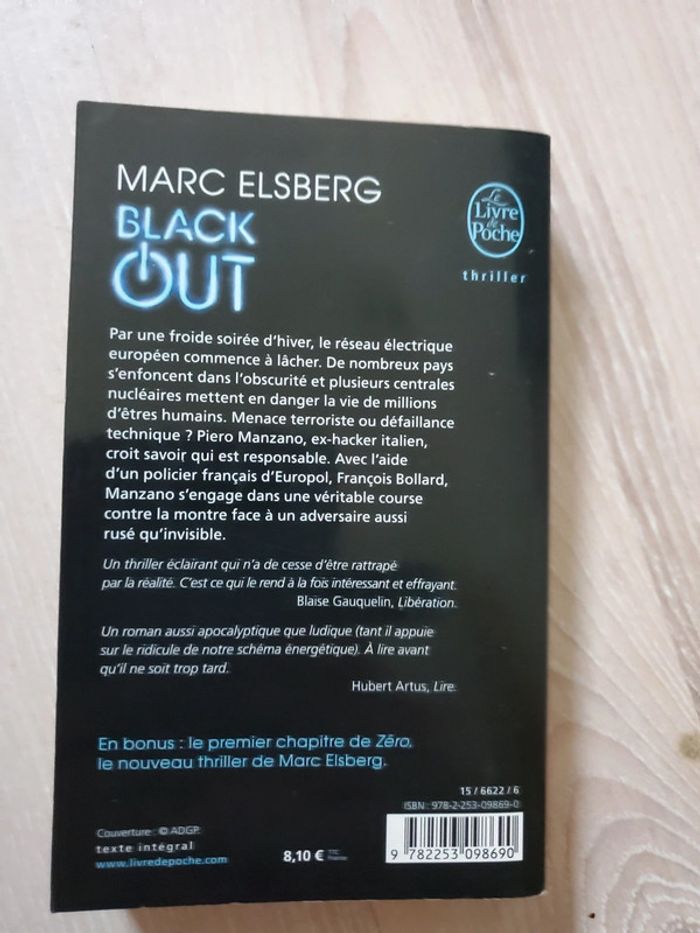 MARC ELSBERG
BLACK
OUT
Le
Livre
de
Poche
thriller
Par une froide soirée d'hiver, le réseau électrique
européen commence à lâcher. De nombreux pays
s'enfoncent dans l'obscurité et plusieurs centrales
nucléaires mettent en danger la vie de millions
d'êtres humains. Menace terroriste ou défaillance
technique ? Piero Manzano, ex-hacker italien,
croit savoir qui est responsable. Avec l'aide
d'un policier français d'Europol, François Bollard,
Manzano s'engage dans une véritable course
contre la montre face à un adversaire aussi
rusé qu'invisible.
Un thriller éclairant qui n'a de cesse d'être rattrapé
par la réalité. C'est ce qui le rend à la fois intéressant et effrayant.
Blaise Gauquelin, Libération.
Un roman aussi apocalyptique que ludique (tant il appuie
sur le ridicule de notre schéma énergétique). À lire avant
qu'il ne soit trop tard.
Hubert Artus, Lire.
En bonus : le premier chapitre de Zéro,
le nouveau thriller de Marc Elsberg.
15 / 6622 / 6
ISBN : 978-2-253-09869-0
Couverture : © ADGP.
texte intégral
www.livredepoche.com
8,10 € TTC
France
9 782253 098690